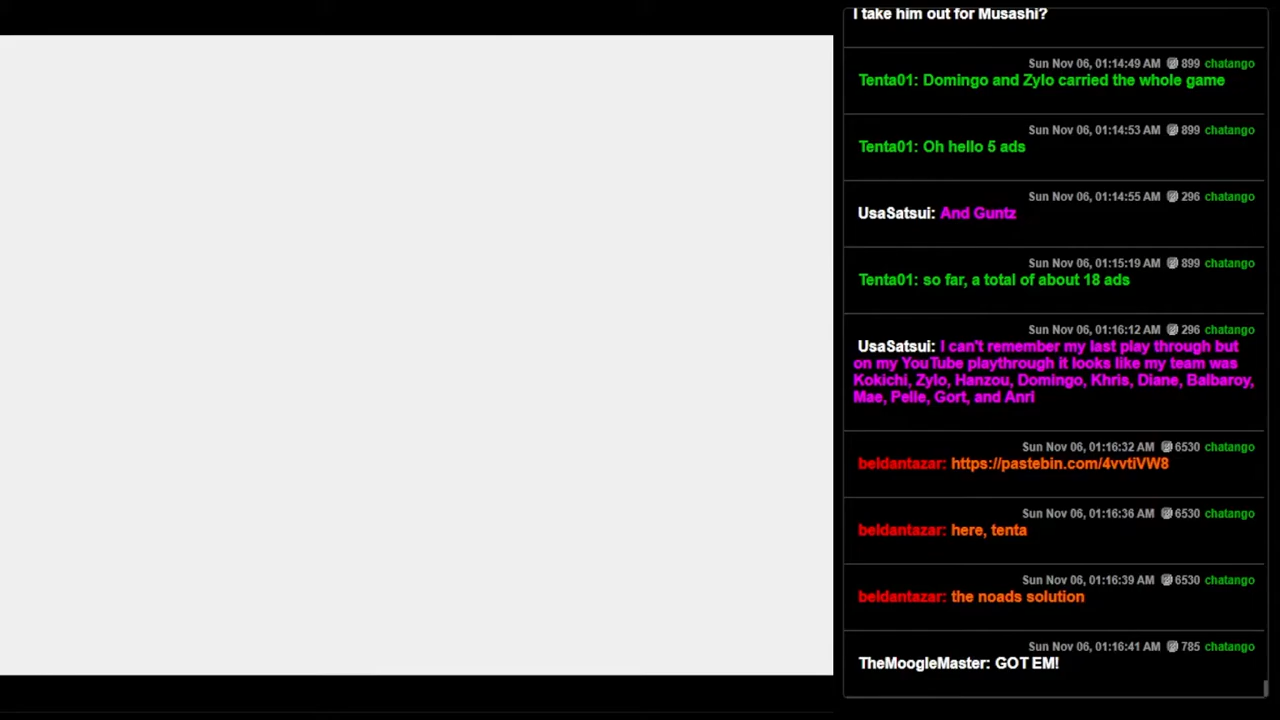 I take him out for Musashi?
Sun Nov 06, 01:14:49 AM 899 chatango
Tenta01: Domingo and Zylo carried the whole game
Sun Nov 06, 01:14:53 AM 899 chatango
Tenta01: Oh hello 5 ads
Sun Nov 06, 01:14:55 AM 296 chatango
UsaSatsui: And Guntz
Sun Nov 06, 01:15:19 AM 899 chatango
Tenta01: so far, a total of about 18 ads
Sun Nov 06, 01:16:12 AM 296 chatango
UsaSatsui: I can't remember my last play through but
on my YouTube playthrough it looks like my team was
Kokichi, Zylo, Hanzou, Domingo, Khris, Diane, Balbaroy,
Mae, Pelle, Gort, and Anri
Sun Nov 06, 01:16:32 AM 6530 chatango
beldantazar: https://pastebin.com/4vvtiVW8
Sun Nov 06, 01:16:36 AM 6530 chatango
beldantazar: here, tenta
Sun Nov 06, 01:16:39 AM 6530 chatango
beldantazar: the noads solution
Sun Nov 06, 01:16:41 AM 785 chatango
TheMoogleMaster: GOT EM!